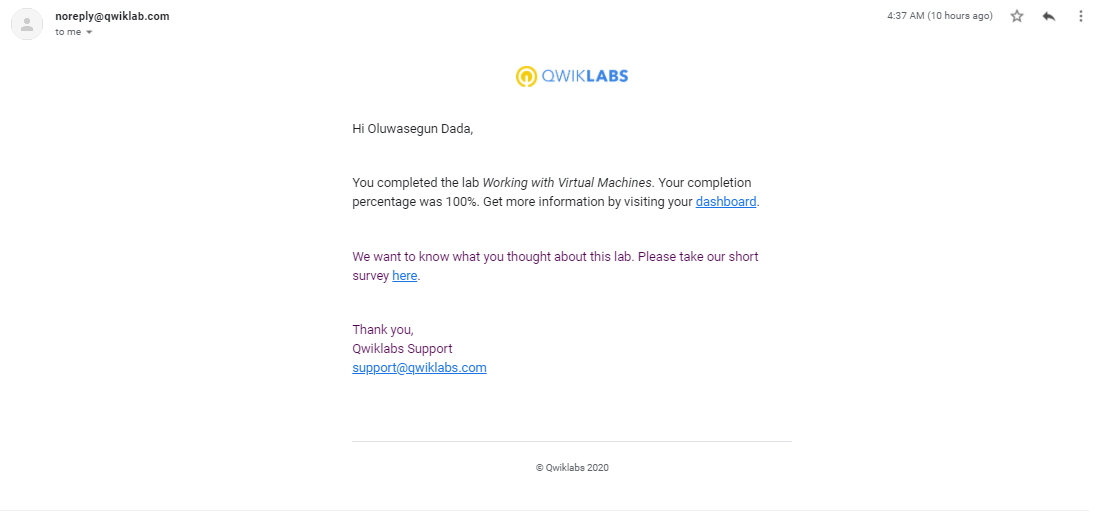 noreply@qwiklab.com
4:37 AM (10 hours ago)
to me
QWIKLABS
Hi Oluwasegun Dada,
You completed the lab Working with Virtual Machines. Your completion
percentage was 100%. Get more information by visiting your dashboard.
We want to know what you thought about this lab. Please take our short
survey here.
Thank you,
Qwiklabs Support
support@qwiklabs.com
© Qwiklabs 2020